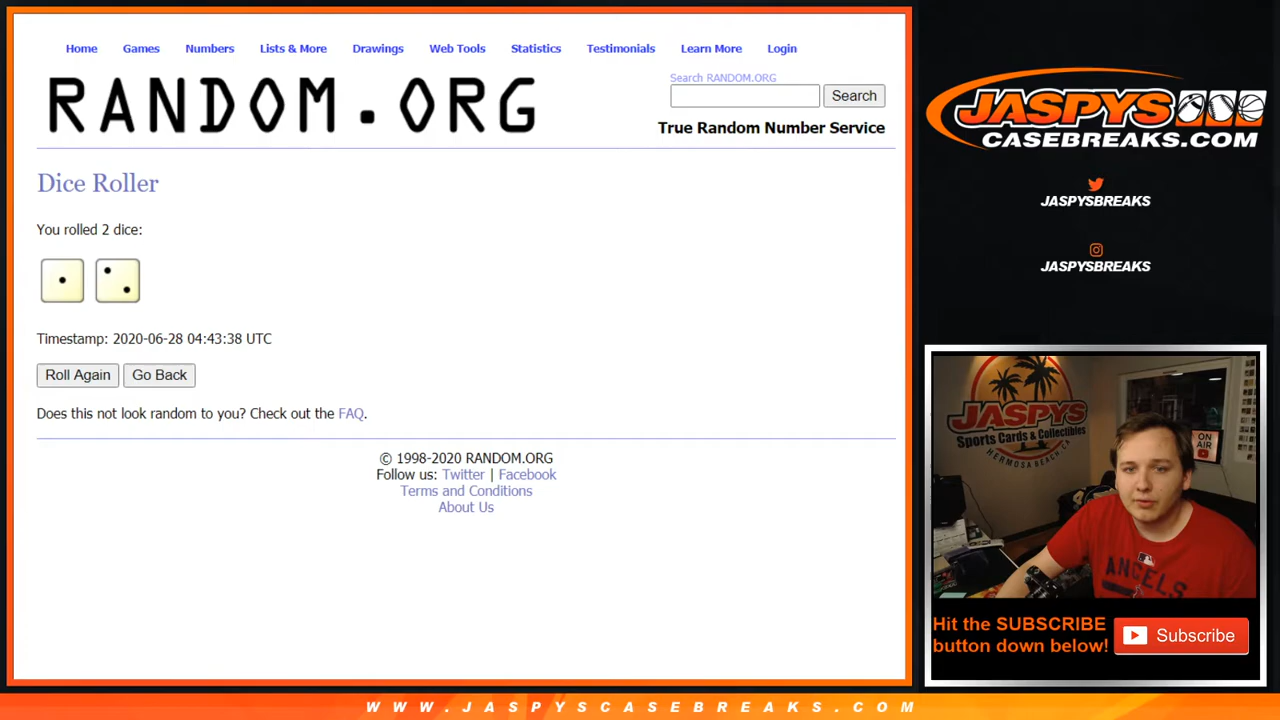 Home Games Numbers Lists & More Drawings Web Tools Statistics Testimonials Learn More Login
RANDOM.ORG
Search RANDOM.ORG
Search
True Random Number Service
Dice Roller
You rolled 2 dice:
Timestamp: 2020-06-28 04:43:38 UTC
Roll Again Go Back
Does this not look random to you? Check out the FAQ.
© 1998-2020 RANDOM.ORG
Follow us: Twitter | Facebook
Terms and Conditions
About Us
JASPYS
CASEBREAKS.COM
JASPYSBREAKS
JASPYSBREAKS
JASPYS
Sports Cards & Collectibles
HERMOSA BEACH, CA
ON
AIR
ANGELS
Hit the SUBSCRIBE
button down below!
Subscribe
WWW.JASPYSCASEBREAKS.COM